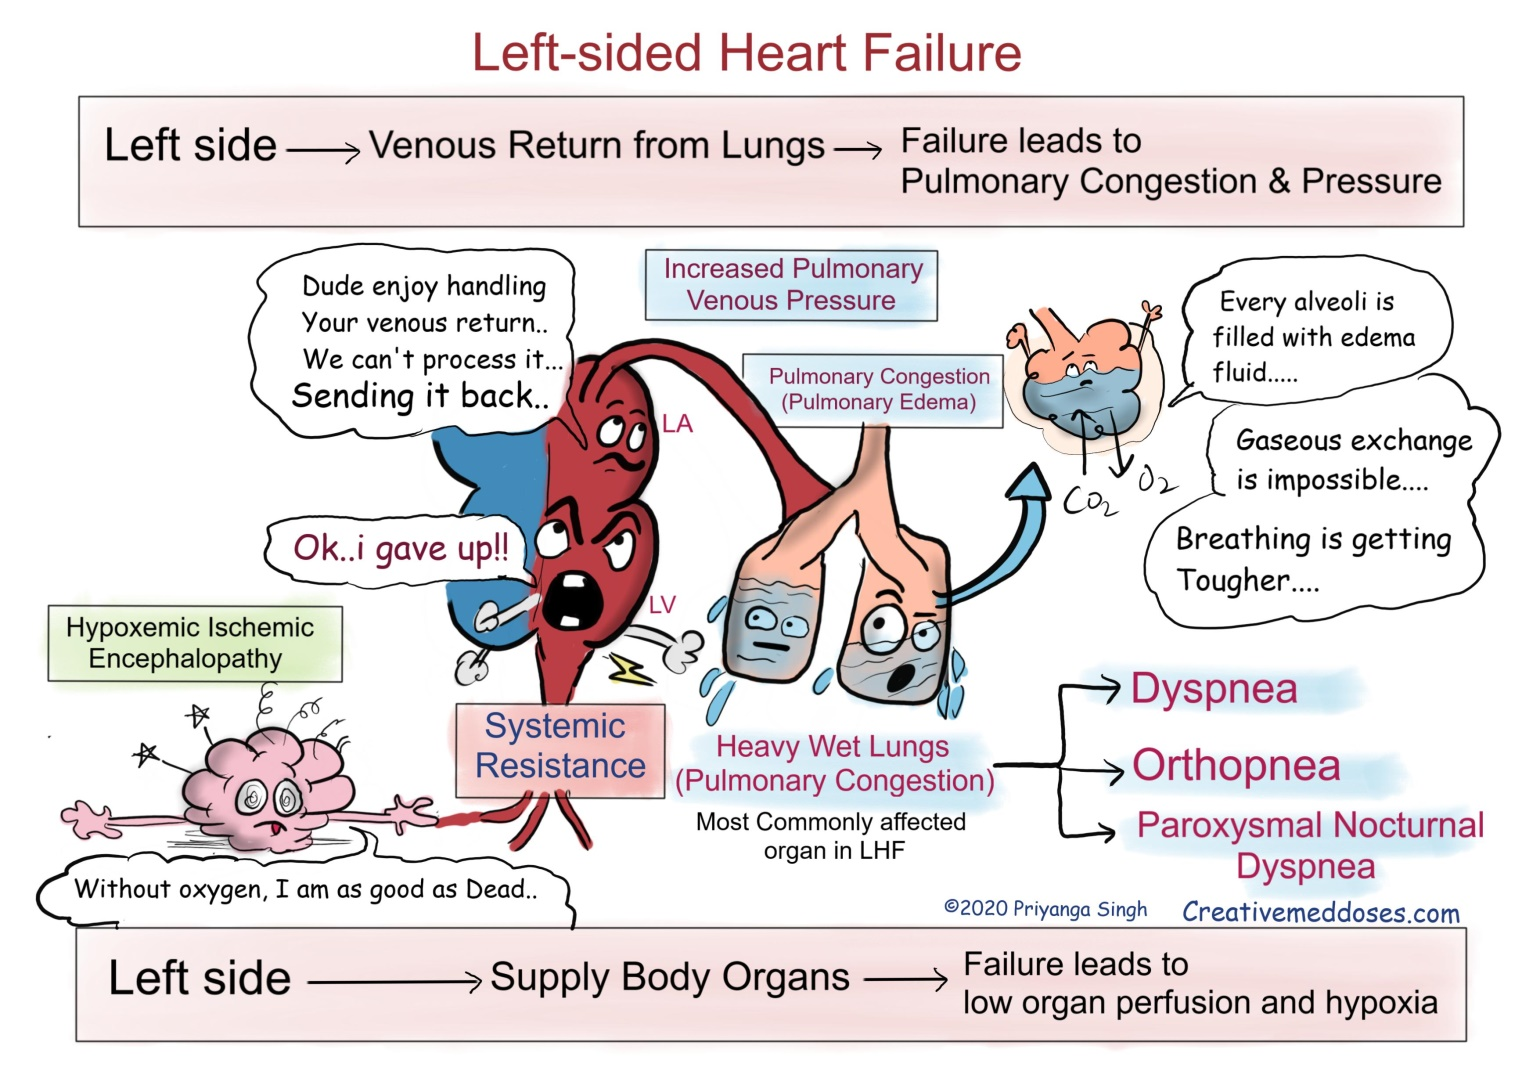 Left-sided Heart Failure
Left side
Venous Return from Lungs
Failure leads to
Pulmonary Congestion & Pressure
Dude enjoy handling
Your venous return..
We can't process it...
Sending it back..
Increased Pulmonary
Venous Pressure
Pulmonary Congestion
(Pulmonary Edema)
Every alveoli is
filled with edema
fluid.....
Gaseous exchange
is impossible....
Breathing is getting
Tougher....
CO2
O2
LA
Ok..i gave up!!
LV
Hypoxemic Ischemic
Encephalopathy
Systemic
Resistance
Heavy Wet Lungs
(Pulmonary Congestion)
Most Commonly affected
organ in LHF
Dyspnea
Orthopnea
Paroxysmal Nocturnal
Dyspnea
Without oxygen, I am as good as Dead..
©2020 Priyanga Singh
Creativemeddoses.com
Left side
Supply Body Organs
Failure leads to
low organ perfusion and hypoxia